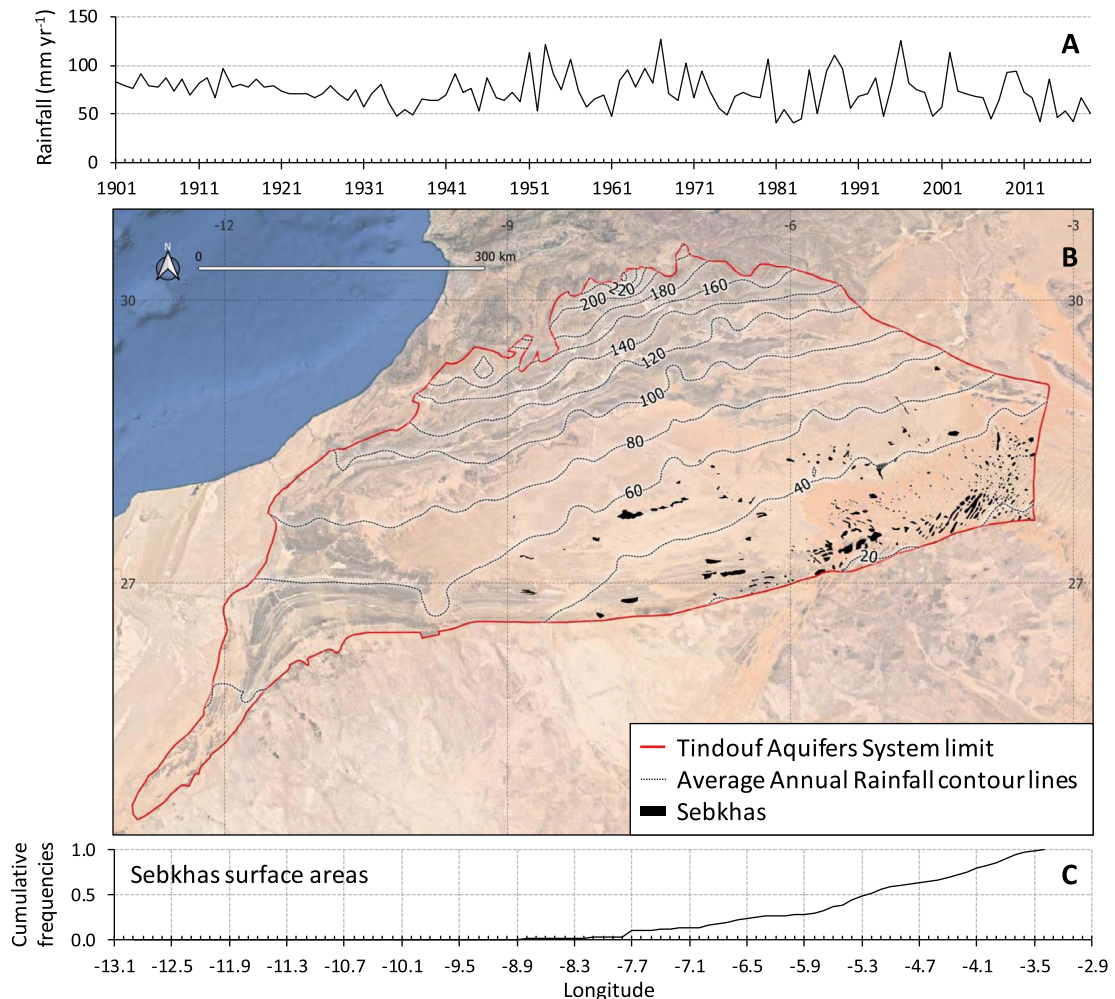 Rainfall (mm yr-1)
150
100
50
0
A
1901 1911 1921 1931 1941 1951 1961 1971 1981 1991 2001 2011
-12 -9 -6 -3
N
0 300 km
B
30 30
200 220 180 160
140 120
100
80
60
40
20
27 27
Tindouf Aquifers System limit
Average Annual Rainfall contour lines
Sebkhas
Cumulative
frequencies
1.0
0.5
0.0
Sebkhas surface areas
C
-13.1 -12.5 -11.9 -11.3 -10.7 -10.1 -9.5 -8.9 -8.3 -7.7 -7.1 -6.5 -5.9 -5.3 -4.7 -4.1 -3.5 -2.9
Longitude